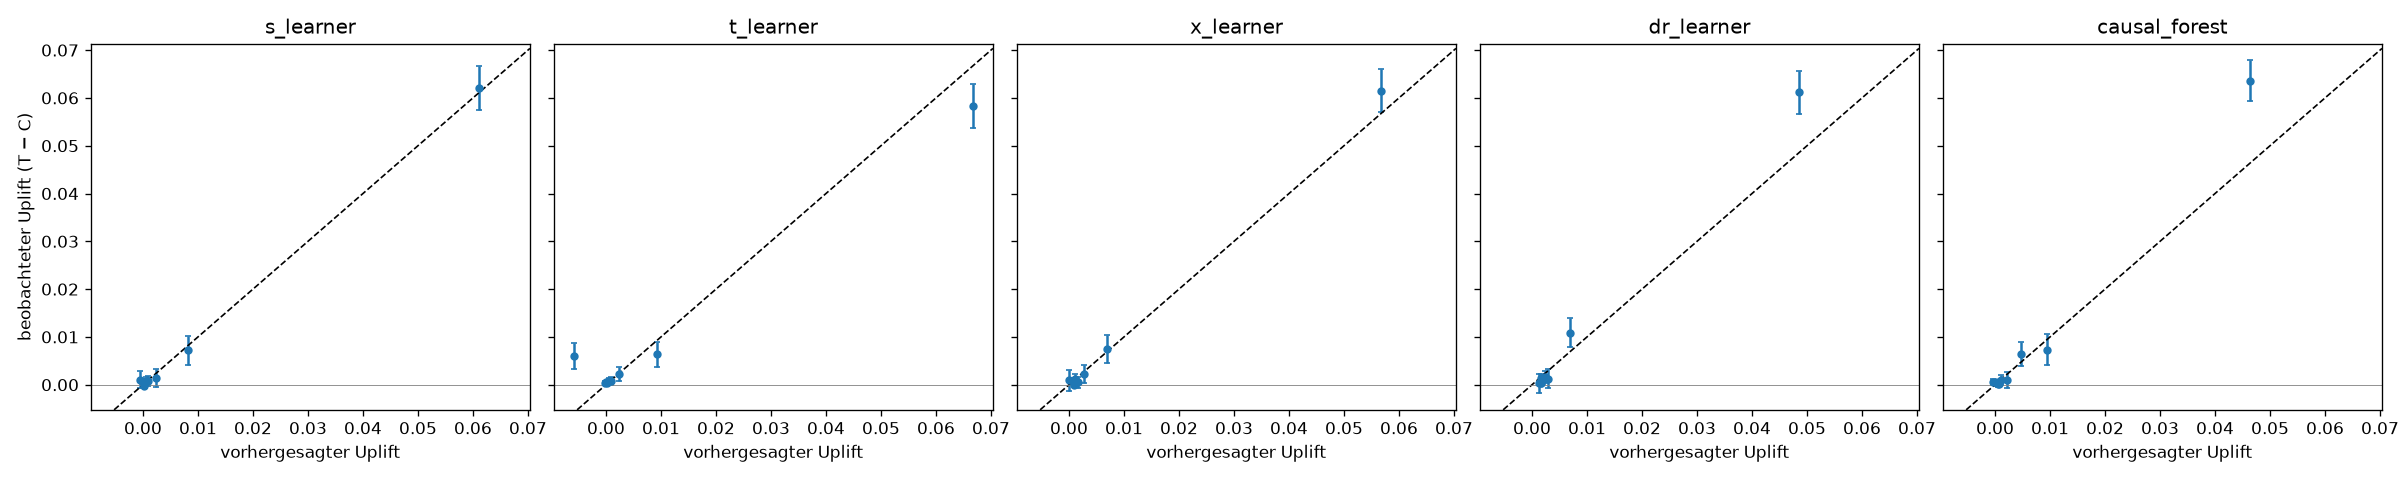 s_learner
t_learner
x_learner
dr_learner
causal_forest
beobachteter Uplift (T − C)
0.07
0.06
0.05
0.04
0.03
0.02
0.01
0.00
0.00 0.01 0.02 0.03 0.04 0.05 0.06 0.07
vorhergesagter Uplift
0.00 0.01 0.02 0.03 0.04 0.05 0.06 0.07
vorhergesagter Uplift
0.00 0.01 0.02 0.03 0.04 0.05 0.06 0.07
vorhergesagter Uplift
0.00 0.01 0.02 0.03 0.04 0.05 0.06 0.07
vorhergesagter Uplift
0.00 0.01 0.02 0.03 0.04 0.05 0.06 0.07
vorhergesagter Uplift